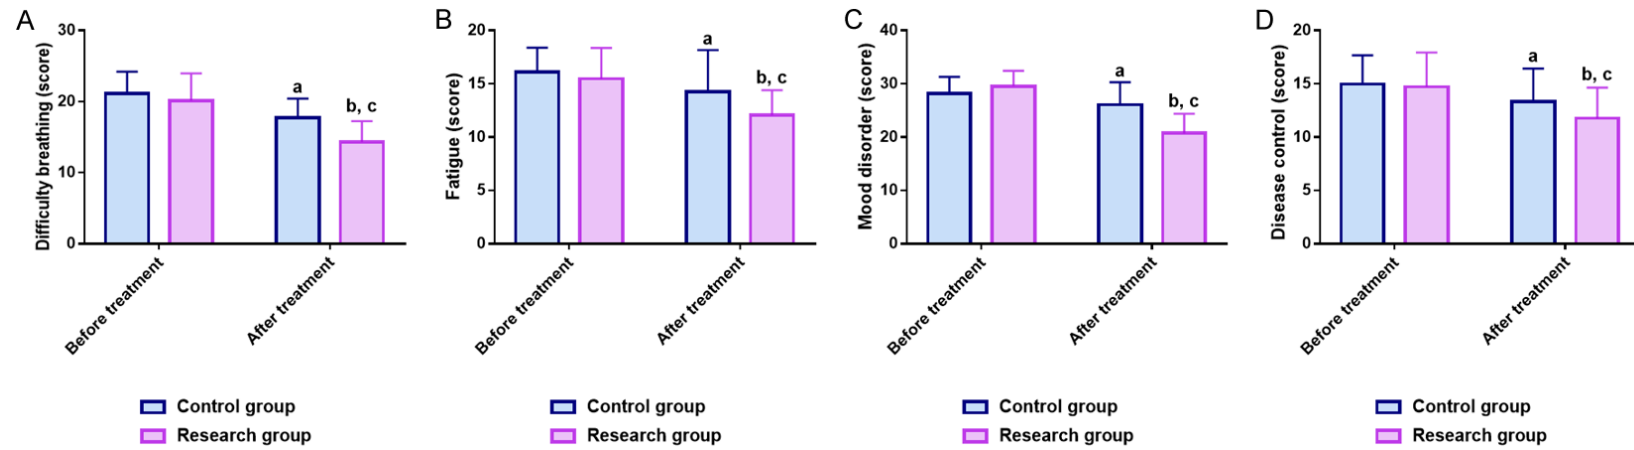 A
Difficulty breathing (score)
30
20
10
0
a
b, c
Before treatment
After treatment
Control group
Research group
B
Fatigue (score)
20
15
10
5
0
a
b, c
Before treatment
After treatment
Control group
Research group
C
Mood disorder (score)
40
30
20
10
0
a
b, c
Before treatment
After treatment
Control group
Research group
D
Disease control (score)
20
15
10
5
0
a
b, c
Before treatment
After treatment
Control group
Research group